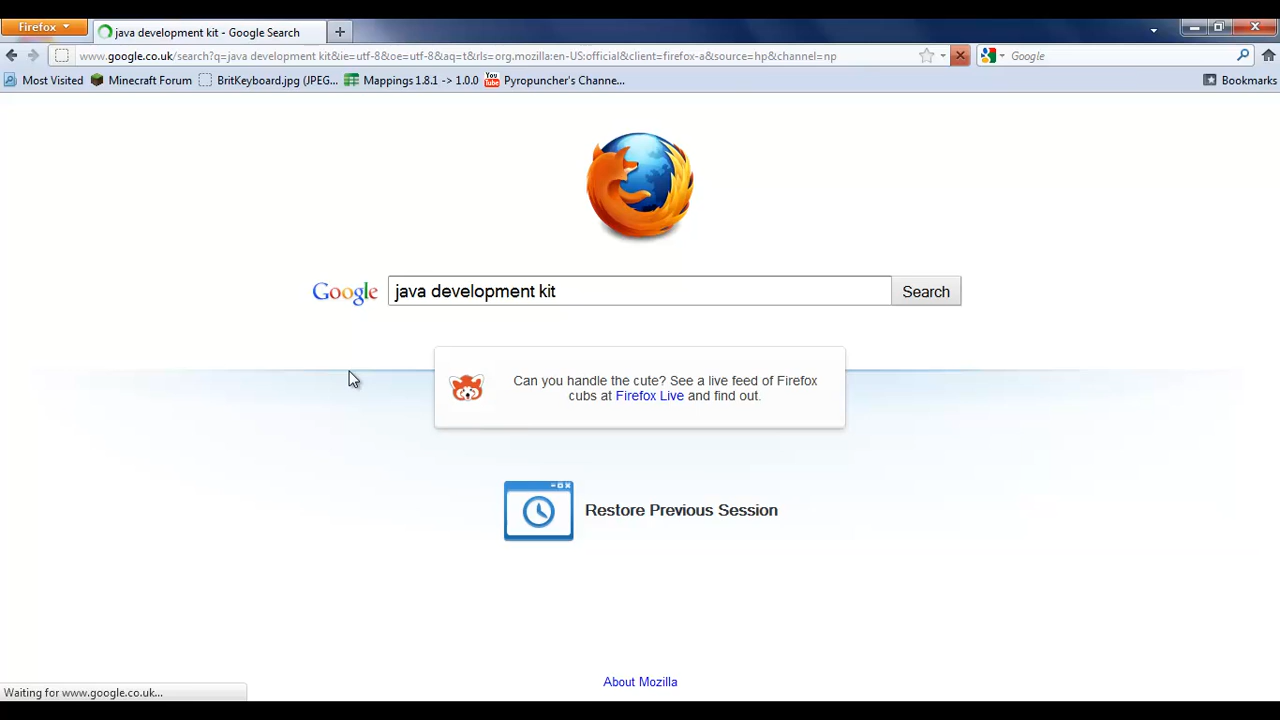 Firefox
java development kit - Google Search
www.google.co.uk/search?q=java development kit&ie=utf-8&oe=utf-8&aq=t&rls=org.mozilla:en-US:official&client=firefox-a&source=hp&channel=np
Google
Most Visited Minecraft Forum BritKeyboard.jpg (JPEG... Mappings 1.8.1 -> 1.0.0 You Tube Pyropuncher's Channe... Bookmarks
Google java development kit Search
Can you handle the cute? See a live feed of Firefox
cubs at Firefox Live and find out.
Restore Previous Session
About Mozilla
Waiting for www.google.co.uk...